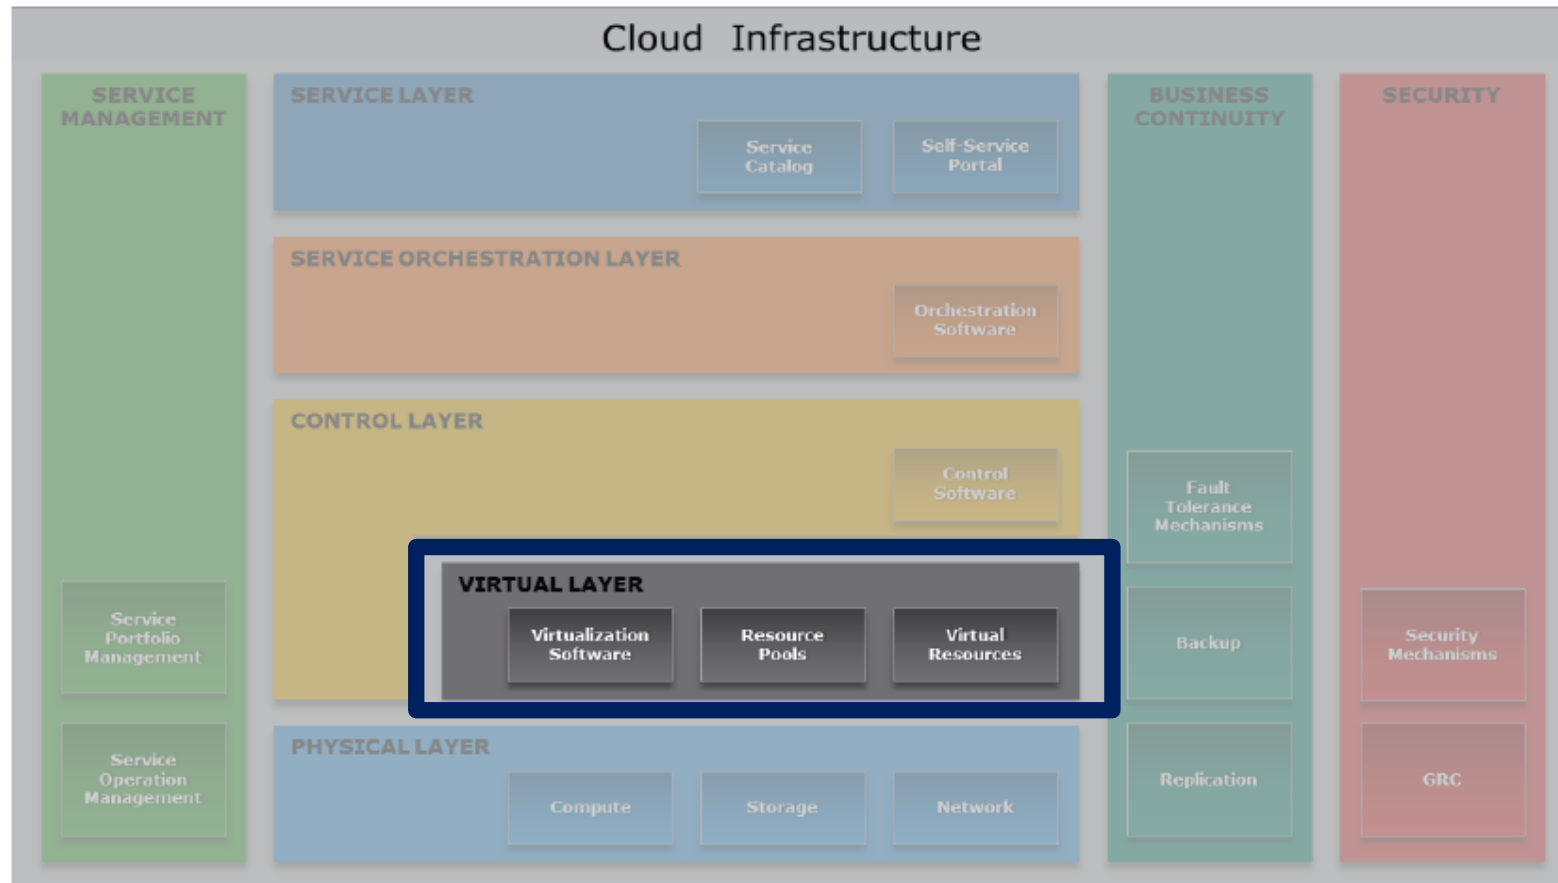 Cloud Infrastructure
SERVICE
MANAGEMENT
Service
Portfolio
Management
Service
Operation
Management
SERVICE LAYER
Service
Catalog
Self-Service
Portal
SERVICE ORCHESTRATION LAYER
Orchestration
Software
CONTROL LAYER
Control
Software
VIRTUAL LAYER
Virtualization
Software
Resource
Pools
Virtual
Resources
PHYSICAL LAYER
Compute
Storage
Network
BUSINESS
CONTINUITY
Fault
Tolerance
Mechanisms
Backup
Replication
SECURITY
Security
Mechanisms
GRC